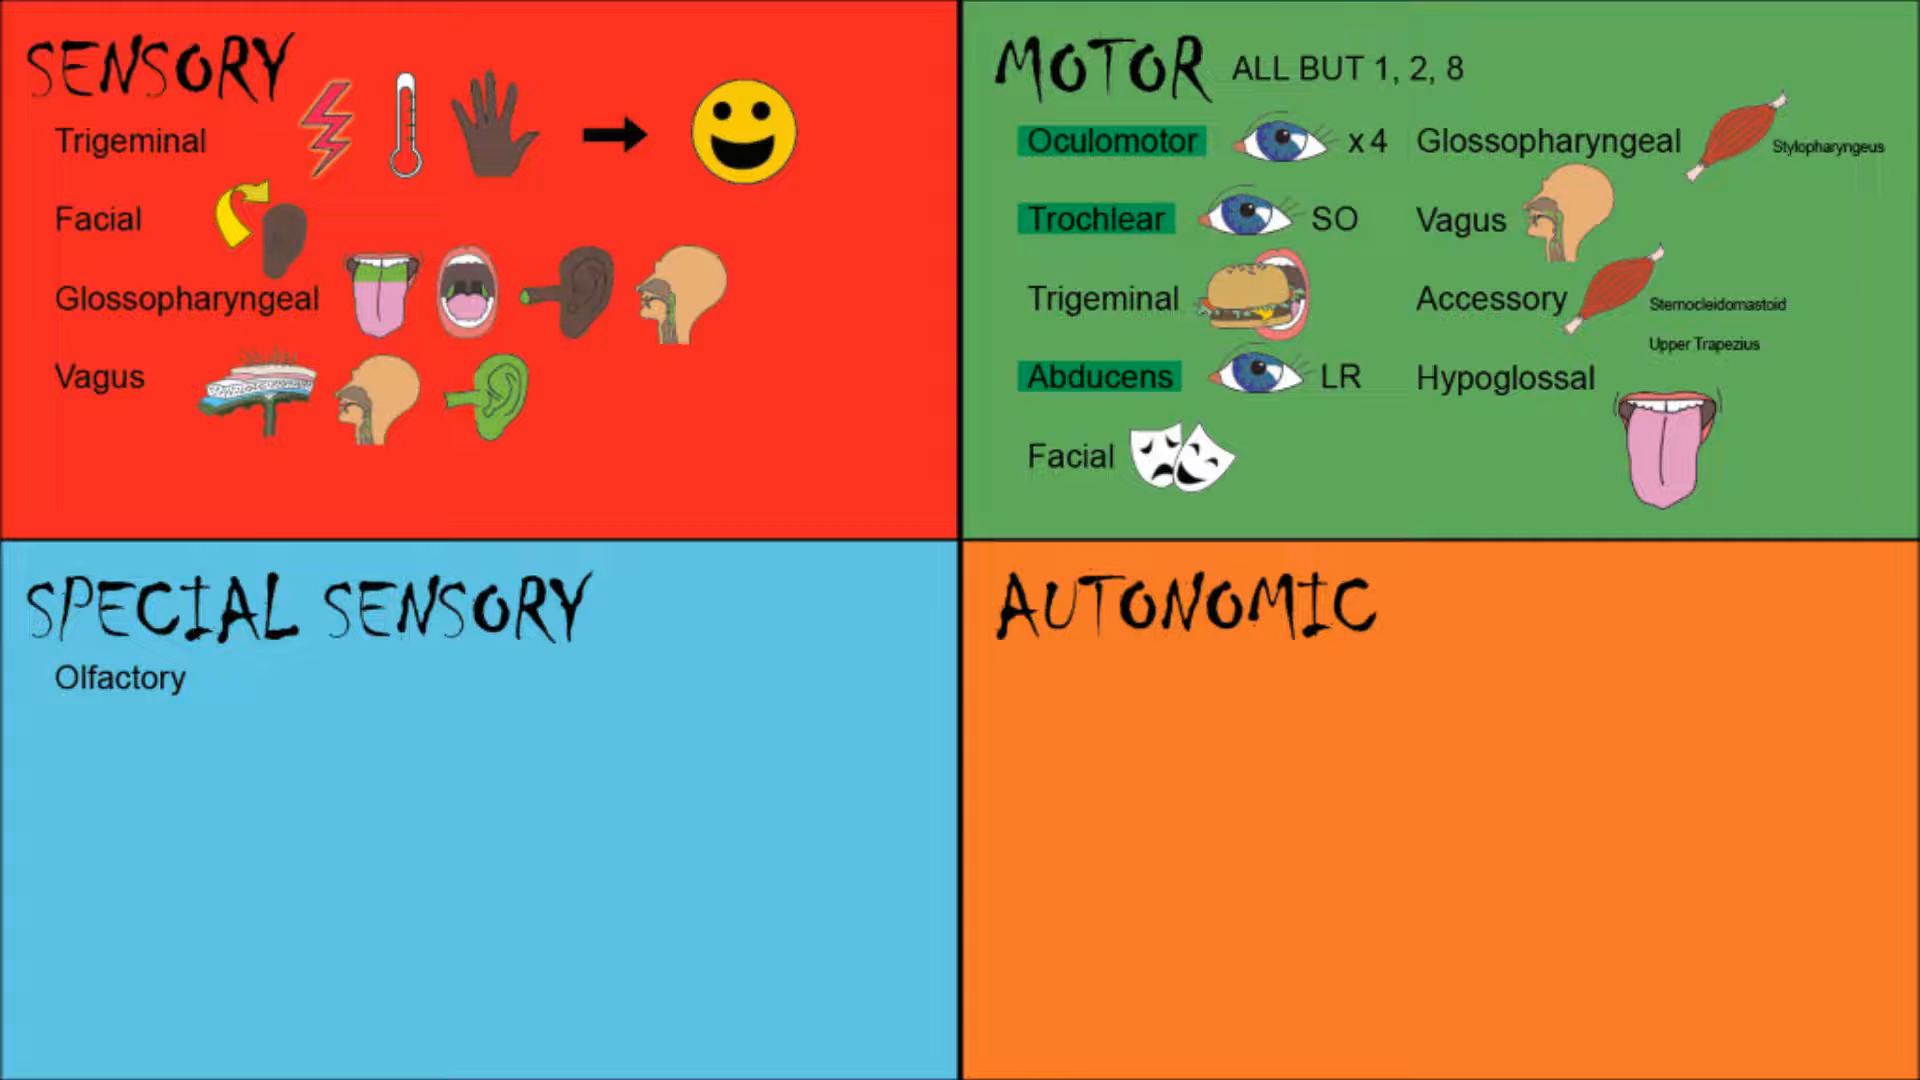 SENSORY
Trigeminal
Facial
Glossopharyngeal
Vagus
MOTOR ALL BUT 1, 2, 8
Oculomotor x 4
Trochlear SO
Trigeminal
Abducens LR
Facial
Glossopharyngeal Stylopharyngeus
Vagus
Accessory Sternocleidomastoid
Upper Trapezius
Hypoglossal
SPECIAL SENSORY
Olfactory
AUTONOMIC